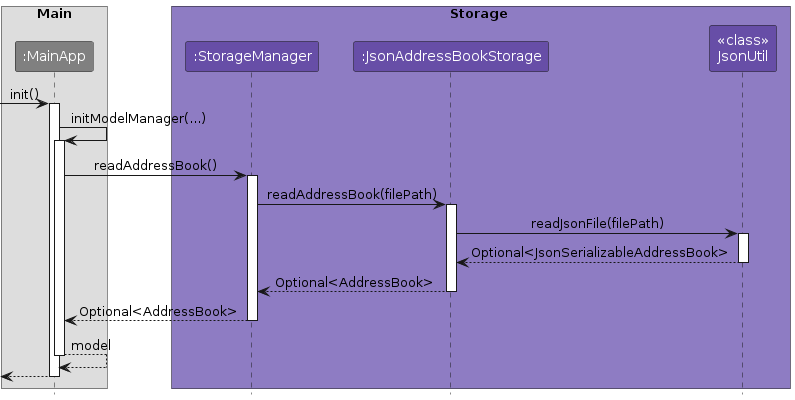 Main
Storage
:MainApp
:StorageManager
:JsonAddressBookStorage
«class»
JsonUtil
init()
initModelManager(...)
readAddressBook()
readAddressBook(filePath)
readJsonFile(filePath)
Optional<JsonSerializableAddressBook>
Optional<AddressBook>
Optional<AddressBook>
model